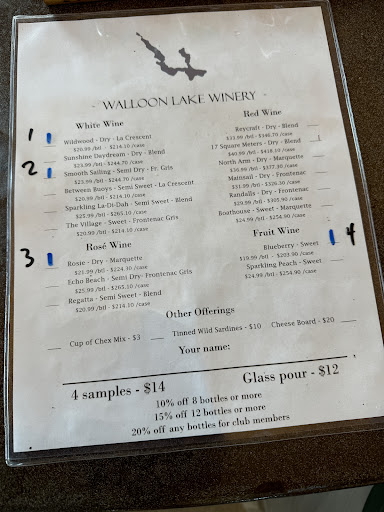 - WALLOON LAKE WINERY -
White Wine
1 Wildwood - Dry - La Crescent
$20.99 /btl - $214.10 /case
Sunshine Daydream - Dry - Blend
$23.99 /btl - $244.70 /case
2 Smooth Sailing - Semi Dry - Fr. Gris
$23.99 /btl - $244.70 /case
Between Buoys - Semi Sweet - La Crescent
$20.99 /btl - $214.10 /case
Sparkling La-Di-Dah - Semi Sweet - Blend
$25.99 /btl - $265.10 /case
The Village - Sweet - Frontenac Gris
$20.99 /btl - $214.10 /case
Rosé Wine
3 Rosie - Dry - Marquette
$21.99 /btl - $224.30 /case
Echo Beach - Semi Dry- Frontenac Gris
$25.99 /btl - $265.10 /case
Regatta - Semi Sweet - Blend
$20.99 /btl - $214.10 /case
Red Wine
Reycraft - Dry - Blend
$33.99 /btl - $346.70 /case
17 Square Meters - Dry - Blend
$40.99 /btl - $418.10 /case
North Arm - Dry - Marquette
$36.99 /btl - $377.30 /case
Mainsail - Dry - Frontenac
$31.99 /btl - $326.30 /case
Randalls - Dry - Frontenac
$29.99 /btl - $305.90 /case
Boathouse - Sweet - Marquette
$24.99 /btl - $254.90 /case
Fruit Wine
Blueberry - Sweet 4
$19.99 /btl - $203.90 /case
Sparkling Peach - Sweet
$24.99 /btl - $254.90 /case
Other Offerings
Cup of Chex Mix - $3 Tinned Wild Sardines - $10 Cheese Board - $20
Your name:
4 samples - $14 Glass pour - $12
10% off 8 bottles or more
15% off 12 bottles or more
20% off any bottles for club members